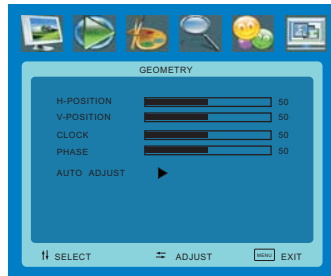 GEOMETRY
H-POSITION 50
V-POSITION 50
CLOCK 50
PHASE 50
AUTO ADJUST
SELECT ADJUST MENU EXIT